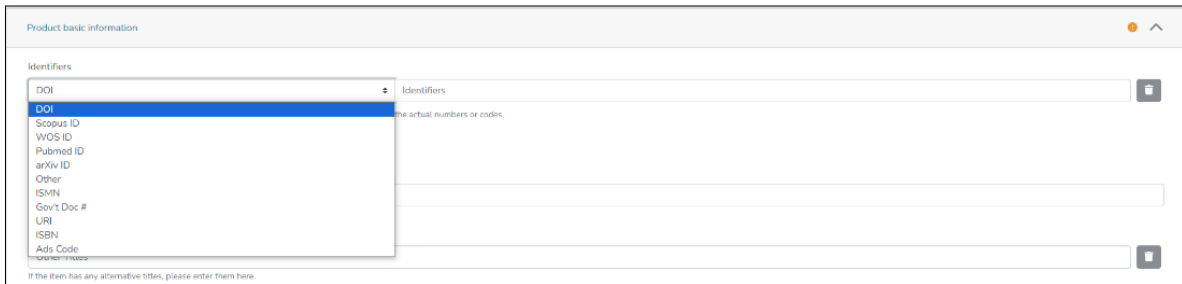 Product basic information
Identifiers
DOI
Identifiers
DOI
the actual numbers or codes.
Scopus ID
WOS ID
Pubmed ID
arXiv ID
Other
ISMN
Gov't Doc #
URI
ISBN
Ads Code
Other Titles
If the item has any alternative titles, please enter them here.